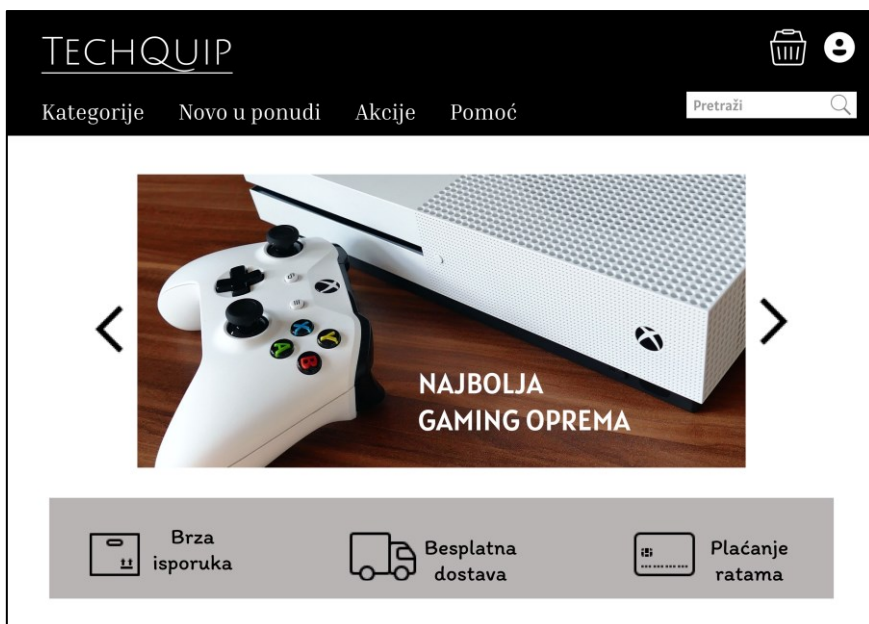 TECHQUIP
Kategorije Novo u ponudi Akcije Pomoć
Pretraži
NAJBOLJA
GAMING OPREMA
X
Y
A
B
Brza
isporuka
Besplatna
dostava
Plaćanje
ratama